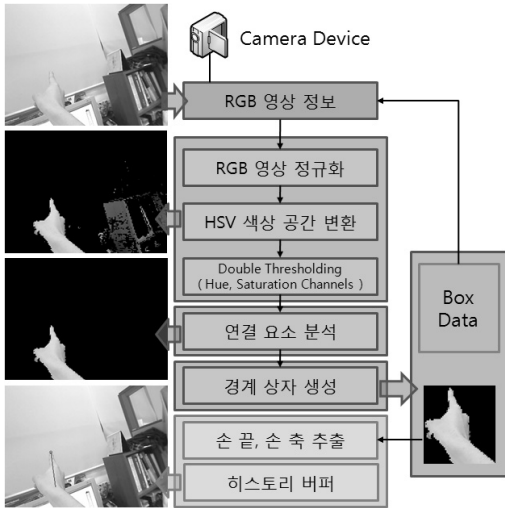 Camera Device
RGB 영상 정보
RGB 영상 정규화
HSV 색상 공간 변환
Double Thresholding
( Hue, Saturation Channels )
연결 요소 분석
경계 상자 생성
Box
Data
손 끝, 손 축 추출
히스토리 버퍼